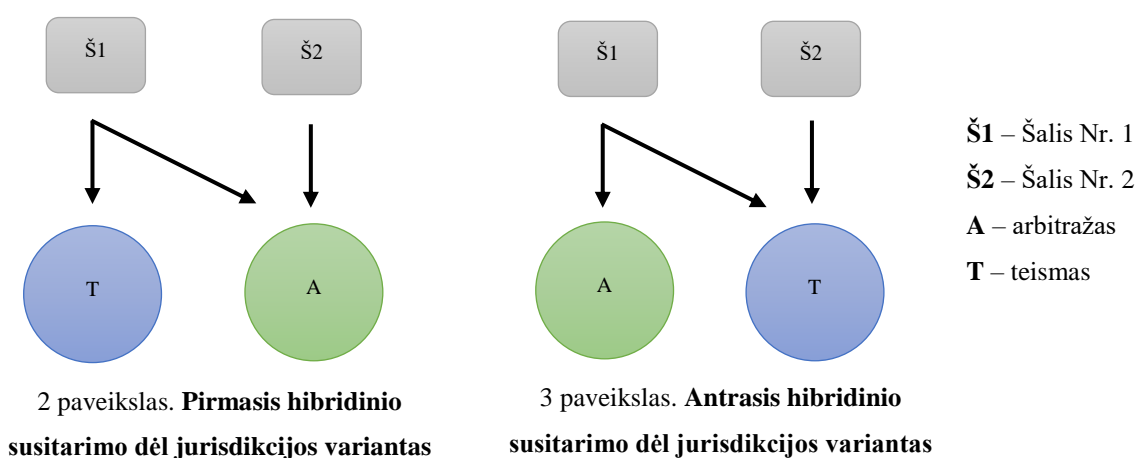 Š1
Š2
T
A
2 paveikslas. Pirmasis hibridinio
susitarimo dėl jurisdikcijos variantas
Š1
Š2
A
T
3 paveikslas. Antrasis hibridinio
susitarimo dėl jurisdikcijos variantas
Š1 – Šalis Nr. 1
Š2 – Šalis Nr. 2
A – arbitražas
T – teismas